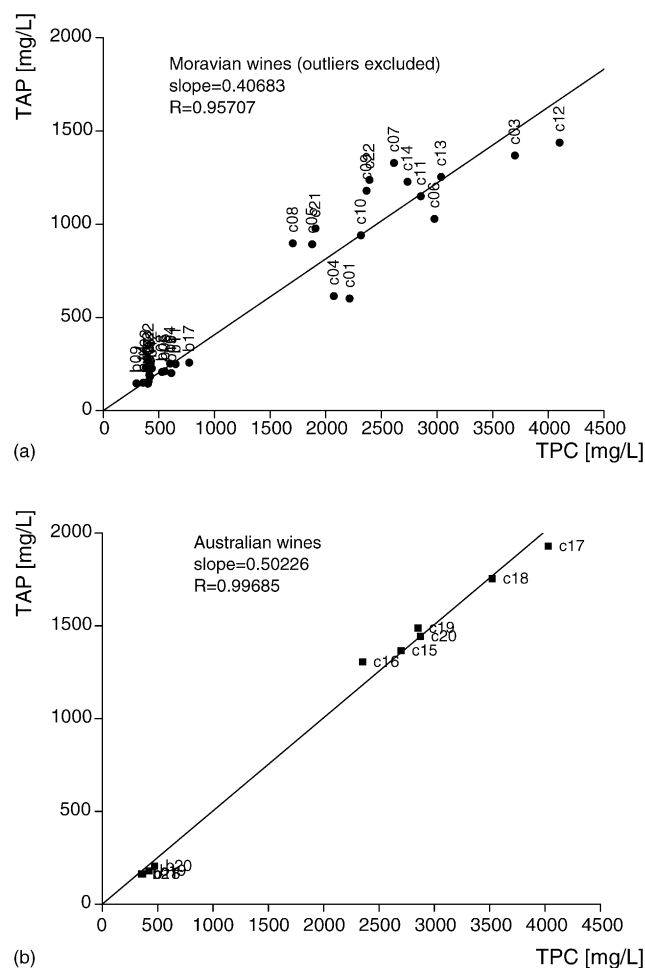 TAP [mg/L]
2000
1500
1000
500
0
Moravian wines (outliers excluded)
slope=0.40683
R=0.95707
c12
c03
c13
c07
c14
c22
c09
c11
c06
c10
c21
c05
c08
c04
c01
b17
b09
0 500 1000 1500 2000 2500 3000 3500 4000 4500
(a)
TPC [mg/L]
TAP [mg/L]
2000
1500
1000
500
0
Australian wines
slope=0.50226
R=0.99685
c17
c18
c19
c20
c15
c16
b20
0 500 1000 1500 2000 2500 3000 3500 4000 4500
(b)
TPC [mg/L]